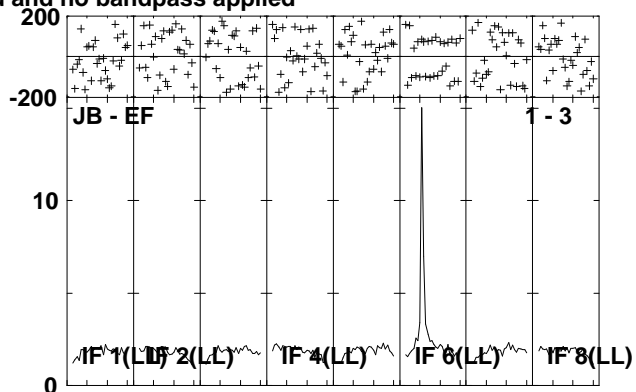 and no bandpass applied
200
-200
JB - EF 1 - 3
10
IF 1(LL) IF 2(LL) IF 4(LL) IF 6(LL) IF 8(LL)
0